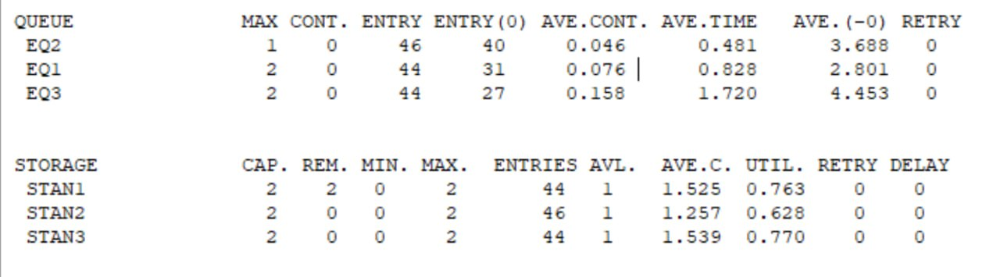 QUEUE MAX CONT. ENTRY ENTRY(0) AVE.CONT. AVE.TIME AVE.(-0) RETRY
EQ2 1 0 46 40 0.046 0.481 3.688 0
EQ1 2 0 44 31 0.076 0.828 2.801 0
EQ3 2 0 44 27 0.158 1.720 4.453 0
STORAGE CAP. REM. MIN. MAX. ENTRIES AVL. AVE.C. UTIL. RETRY DELAY
STAN1 2 2 0 2 44 1 1.525 0.763 0 0
STAN2 2 0 0 2 46 1 1.257 0.628 0 0
STAN3 2 0 0 2 44 1 1.539 0.770 0 0